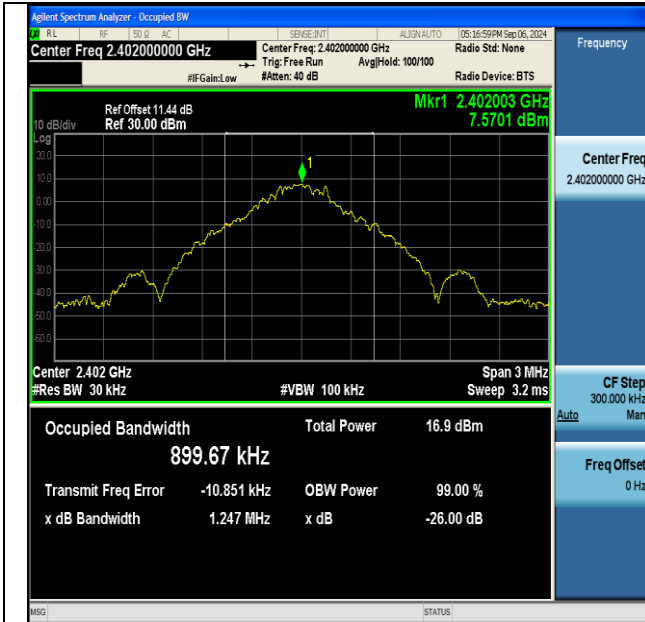 Agilent Spectrum Analyzer - Occupied BW
LXI RL RF 50 Ω AC SENSE:INT ALIGN AUTO 05:16:59 PM Sep 06, 2024
Center Freq 2.402000000 GHz
Center Freq: 2.402000000 GHz Radio Std: None
Trig: Free Run Avg|Hold: 100/100
#IFGain:Low #Atten: 40 dB Radio Device: BTS
Frequency
Mkr1 2.402003 GHz
7.5701 dBm
Ref Offset 11.44 dB
10 dB/div Ref 30.00 dBm
Log
20.0
10.0
0.00
-10.0
-20.0
-30.0
-40.0
-50.0
-60.0
1
Center Freq
2.402000000 GHz
Center 2.402 GHz Span 3 MHz
#Res BW 30 kHz #VBW 100 kHz Sweep 3.2 ms
CF Step
300.000 kHz
Auto Man
Occupied Bandwidth Total Power 16.9 dBm
899.67 kHz
Transmit Freq Error -10.851 kHz OBW Power 99.00 %
x dB Bandwidth 1.247 MHz x dB -26.00 dB
Freq Offset
0 Hz
MSG STATUS